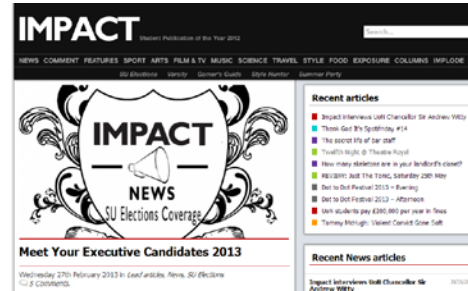 IMPACT
Student Publication of the Year 2012
Search...
NEWS COMMENT FEATURES SPORT ARTS FILM & TV MUSIC SCIENCE TRAVEL STYLE FOOD EXPOSURE COLUMNS IMPLODE
SU Elections Varsity Gamer's Guide Style Hunter Summer Party
IMPACT
NEWS
SU Elections Coverage
Meet Your Executive Candidates 2013
Wednesday 27th February 2013 in Lead articles, News, SU Elections
5 Comments.
Recent articles
Impact interviews UoN Chancellor Sir Andrew Witty
Thank God It's Spotifriday #14
The secret life of bar staff
Twelfth Night @ Theatre Royal
How many skeletons are in your landlord's closet?
REVIEW: Just The Tonic, Saturday 25th May
Dot to Dot Festival 2013 – Evening
Dot to Dot Festival 2013 – Afternoon
UoN students pay £280,000 per year in fines
Tommy McHugh: Violent Convict Gone Soft
Recent News articles
Impact interviews UoN Chancellor Sir
Andrew Witty